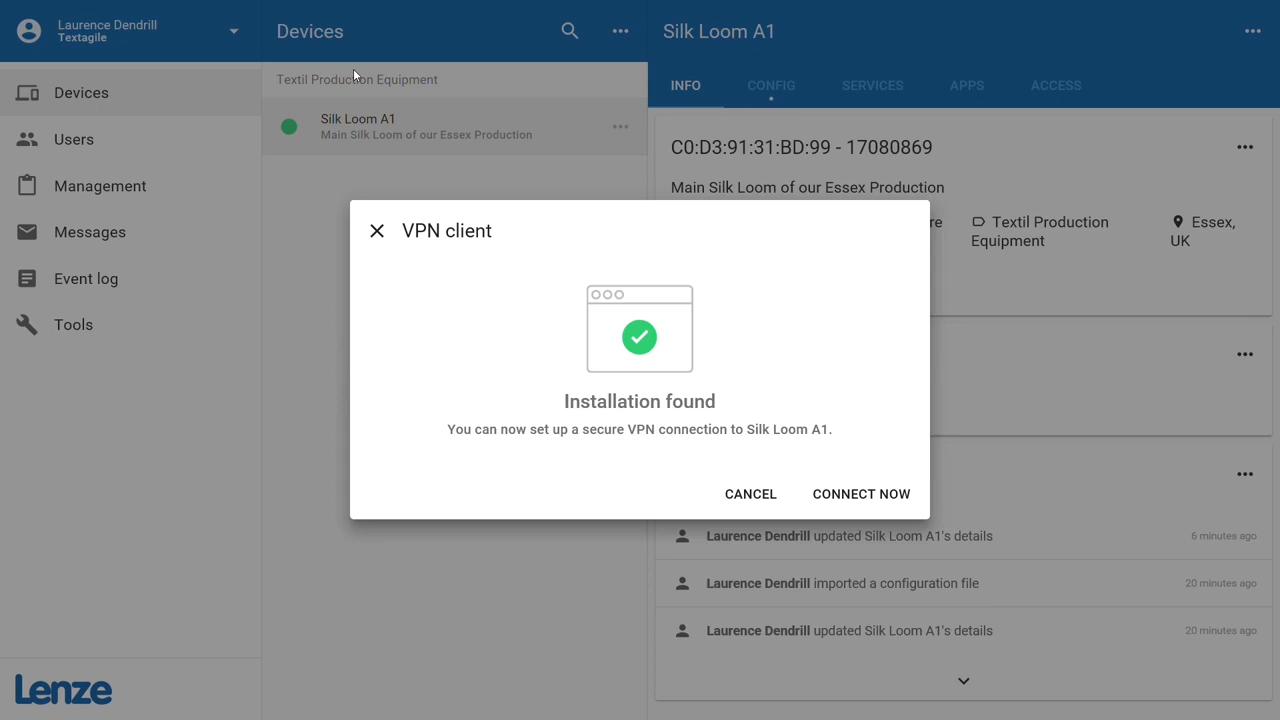 Laurence Dendrill
Textagile
Devices
Users
Management
Messages
Event log
Tools
Lenze
Devices
Textil Production Equipment
Silk Loom A1
Main Silk Loom of our Essex Production
Silk Loom A1
INFO CONFIG SERVICES APPS ACCESS
C0:D3:91:31:BD:99 - 17080869
Main Silk Loom of our Essex Production
re Textil Production Essex,
Equipment UK
VPN client
Installation found
You can now set up a secure VPN connection to Silk Loom A1.
CANCEL CONNECT NOW
Laurence Dendrill updated Silk Loom A1's details 6 minutes ago
Laurence Dendrill imported a configuration file 20 minutes ago
Laurence Dendrill updated Silk Loom A1's details 20 minutes ago